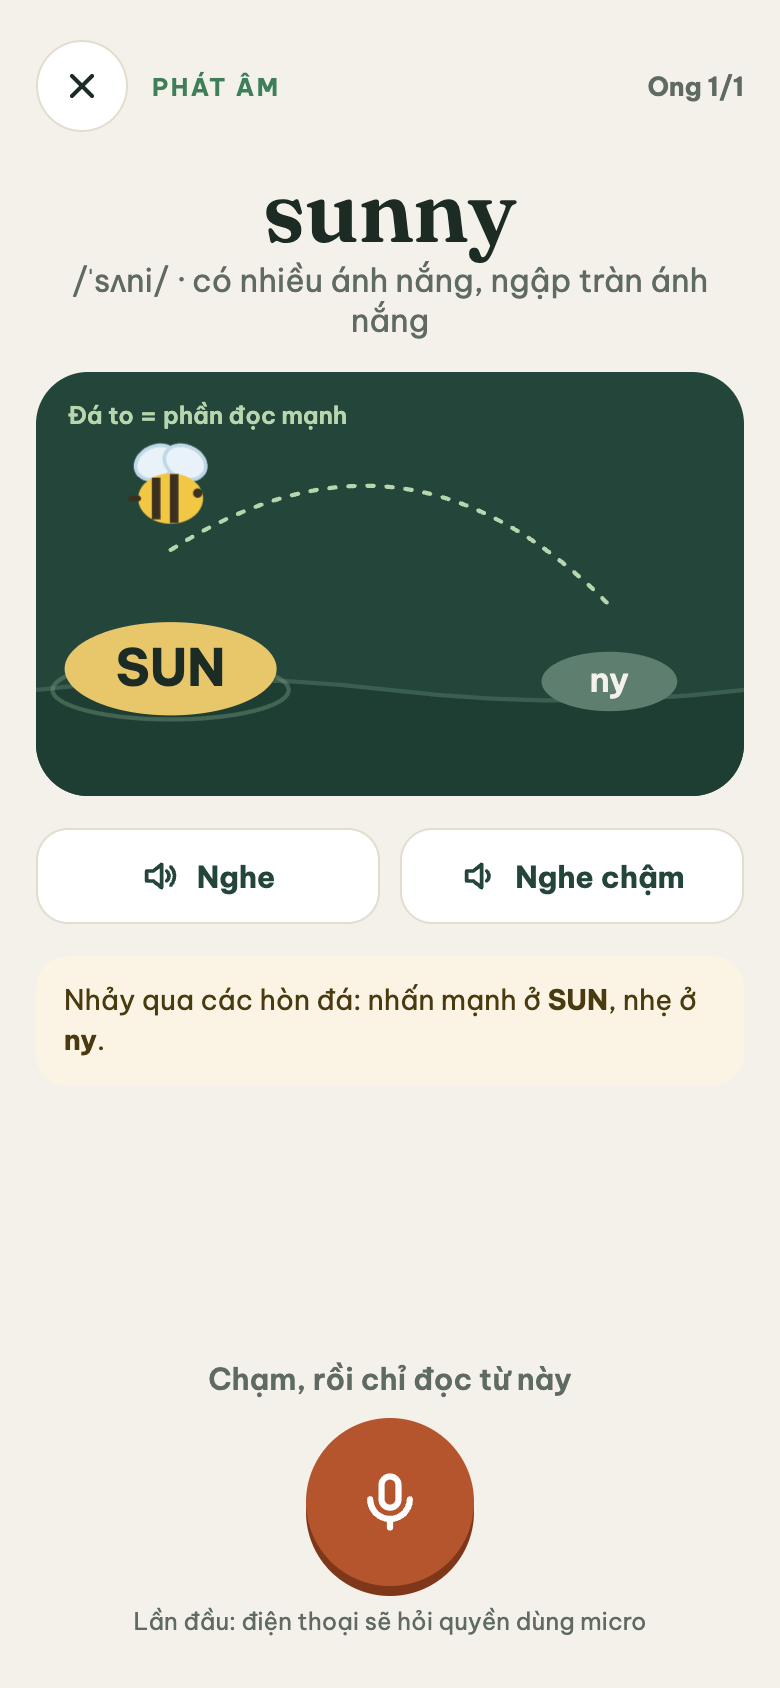 PHÁT ÂM
Ong 1/1
sunny
/ˈsʌni/ · có nhiều ánh nắng, ngập tràn ánh
nắng
Đá to = phần đọc mạnh
SUN
ny
Nghe
Nghe chậm
Nhảy qua các hòn đá: nhấn mạnh ở SUN, nhẹ ở
ny.
Chạm, rồi chỉ đọc từ này
Lần đầu: điện thoại sẽ hỏi quyền dùng micro